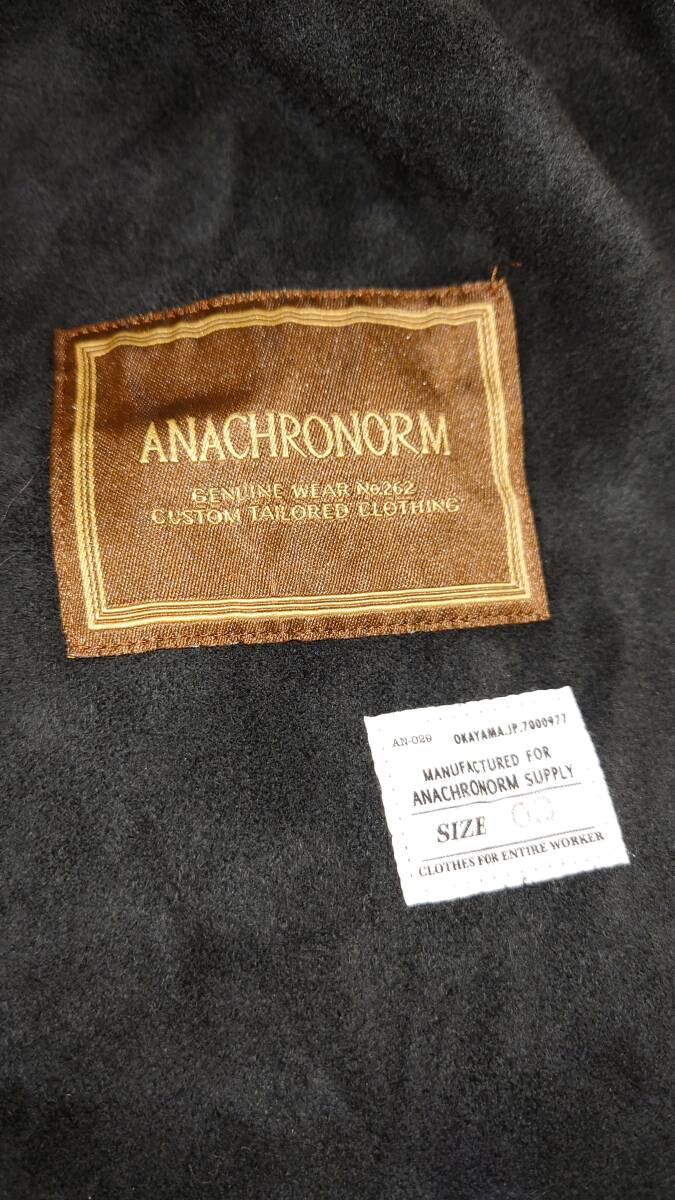 ANACHRONORM
GENUINE WEAR No.262
CUSTOM TAILORED CLOTHING
AN-029 OKAYAMA.JP.7000977
MANUFACTURED FOR
ANACHRONORM SUPPLY
SIZE
CLOTHES FOR ENTIRE WORKER